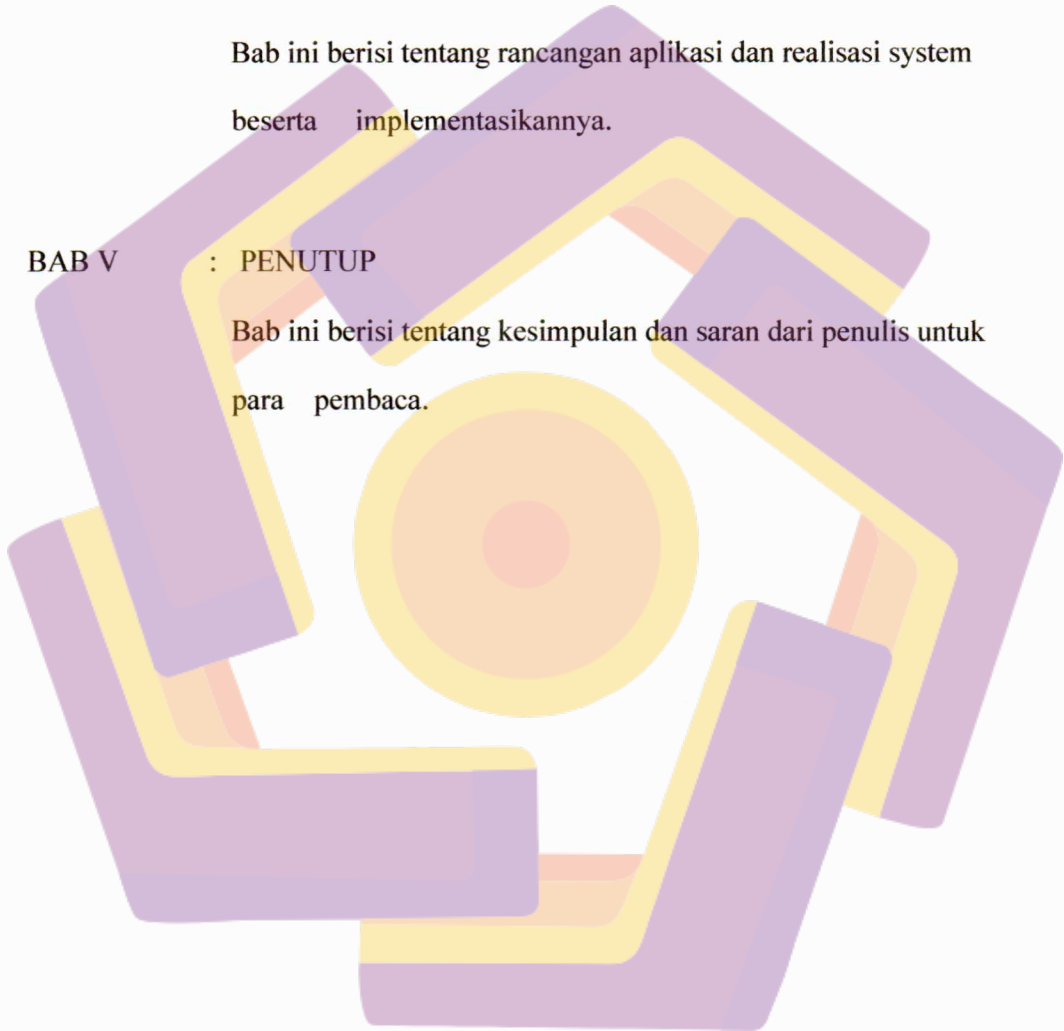 Bab ini berisi tentang rancangan aplikasi dan realisasi system
beserta implementasikannya.
BAB V : PENUTUP
Bab ini berisi tentang kesimpulan dan saran dari penulis untuk
para pembaca.